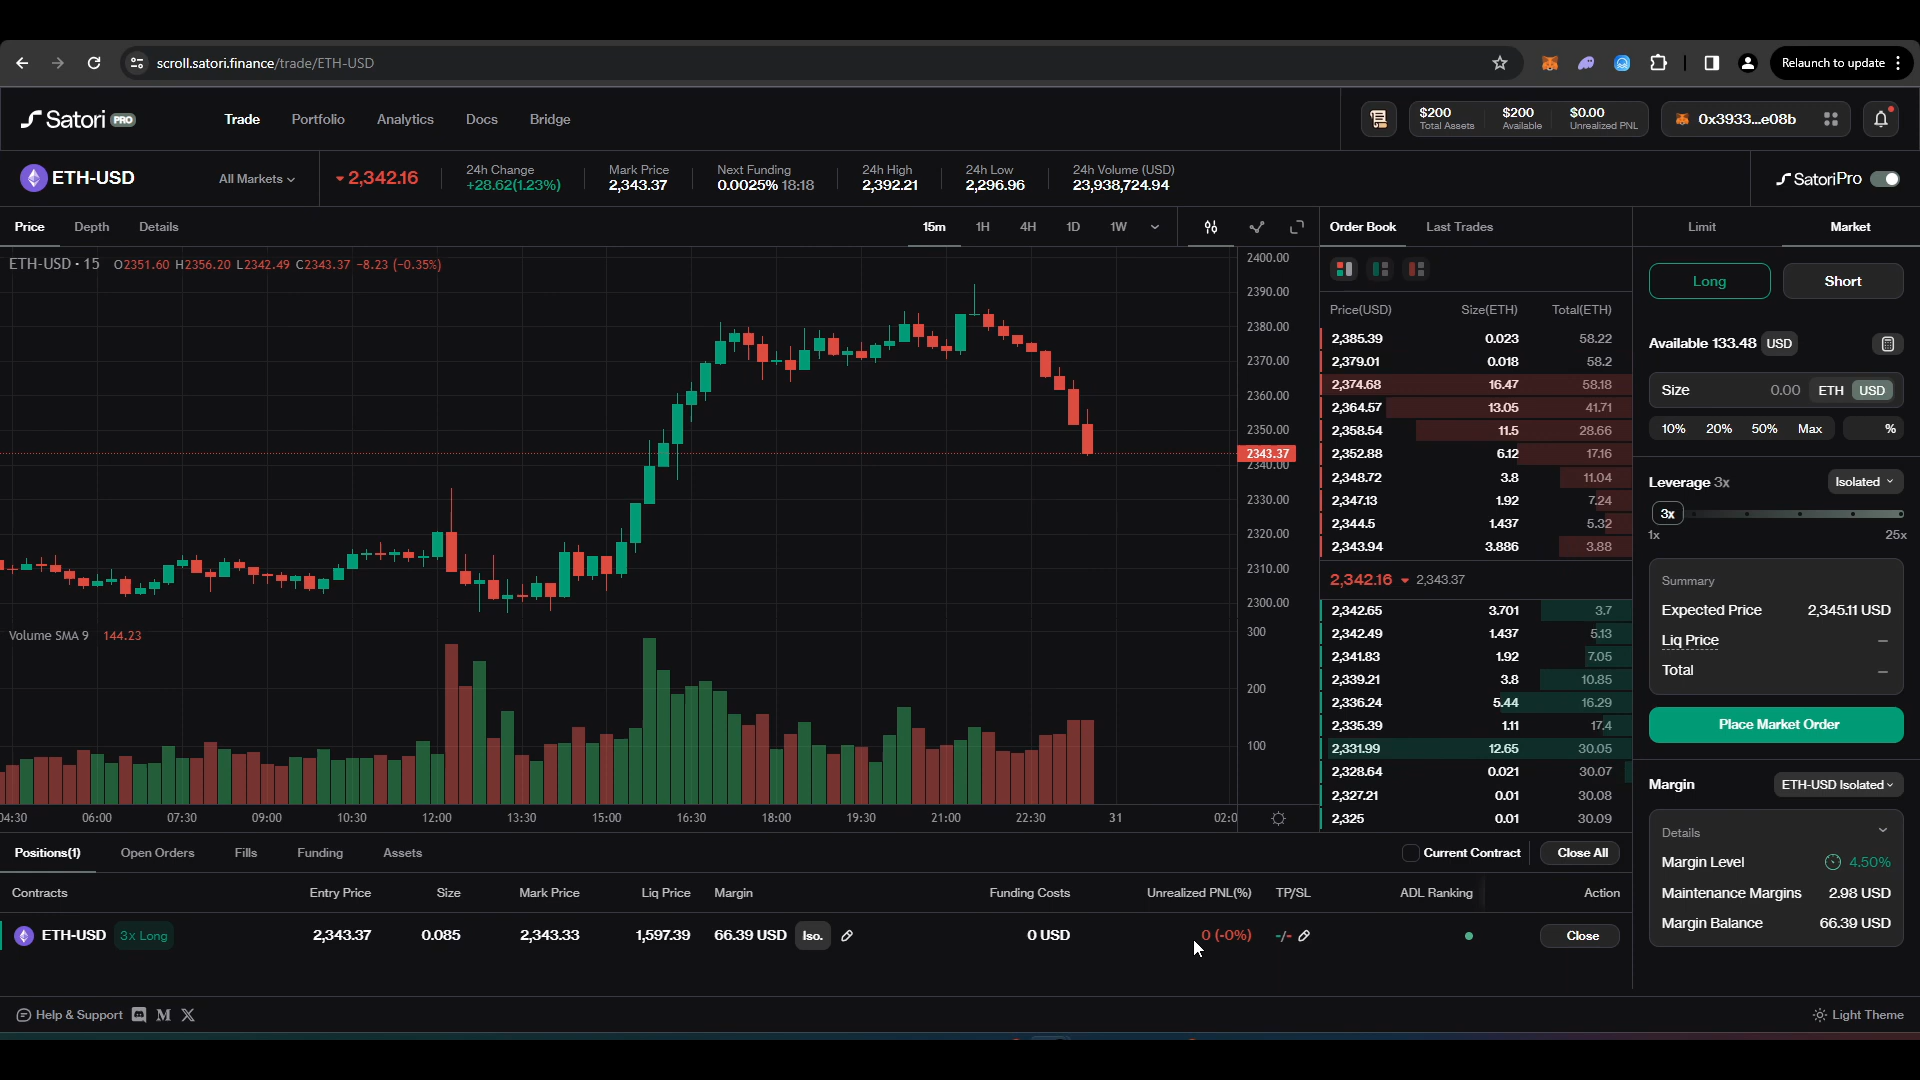 scroll.satori.finance/trade/ETH-USD
Relaunch to update
Satori PRO
Trade Portfolio Analytics Docs Bridge
$200 $200 $0.00
Total Assets Available Unrealized PNL
0x3933...e08b
ETH-USD All Markets 2,342.16
24h Change Mark Price Next Funding 24h High 24h Low 24h Volume (USD)
+28.62(1.23%) 2,343.37 0.0025% 18:18 2,392.21 2,296.96 23,938,724.94
SatoriPro
Price Depth Details 15m 1H 4H 1D 1W
Order Book Last Trades
Limit Market
ETH-USD · 15 O2351.60 H2356.20 L2342.49 C2343.37 -8.23 (-0.35%)
2400.00
2390.00
2380.00
2370.00
2360.00
2350.00
2343.37
2340.00
2330.00
2320.00
2310.00
2300.00
Volume SMA 9 144.23
300
200
100
04:30 06:00 07:30 09:00 10:30 12:00 13:30 15:00 16:30 18:00 19:30 21:00 22:30 31 02:0
Price(USD) Size(ETH) Total(ETH)
2,385.39 0.023 58.22
2,379.01 0.018 58.2
2,374.68 16.47 58.18
2,364.57 13.05 41.71
2,358.54 11.5 28.66
2,352.88 6.12 17.16
2,348.72 3.8 11.04
2,347.13 1.92 7.24
2,344.5 1.437 5.32
2,343.94 3.886 3.88
2,342.16 2,343.37
2,342.65 3.701 3.7
2,342.49 1.437 5.13
2,341.83 1.92 7.05
2,339.21 3.8 10.85
2,336.24 5.44 16.29
2,335.39 1.11 17.4
2,331.99 12.65 30.05
2,328.64 0.021 30.07
2,327.21 0.01 30.08
2,325 0.01 30.09
Long Short
Available 133.48 USD
Size 0.00 ETH USD
10% 20% 50% Max %
Leverage 3x Isolated
3x
1x 25x
Summary
Expected Price 2,345.11 USD
Liq Price –
Total –
Place Market Order
Margin ETH-USD Isolated
Details
Margin Level 4.50%
Maintenance Margins 2.98 USD
Margin Balance 66.39 USD
Positions(1) Open Orders Fills Funding Assets Current Contract Close All
Contracts Entry Price Size Mark Price Liq Price Margin Funding Costs Unrealized PNL(%) TP/SL ADL Ranking Action
ETH-USD 3x Long 2,343.37 0.085 2,343.33 1,597.39 66.39 USD Iso. 0 USD 0 (-0%) -/- Close
Help & Support Light Theme